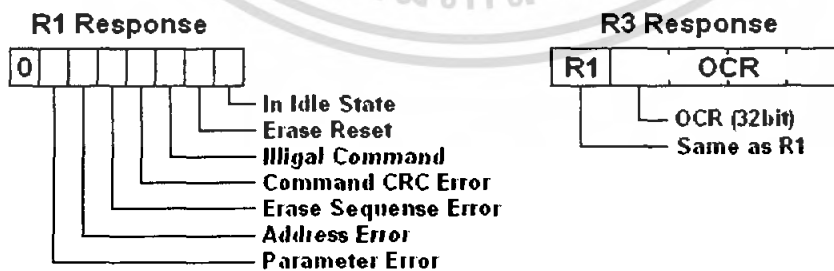 R1 Response
0
In Idle State
Erase Reset
Illigal Command
Command CRC Error
Erase Sequense Error
Address Error
Parameter Error
R3 Response
R1 OCR
OCR (32bit)
Same as R1